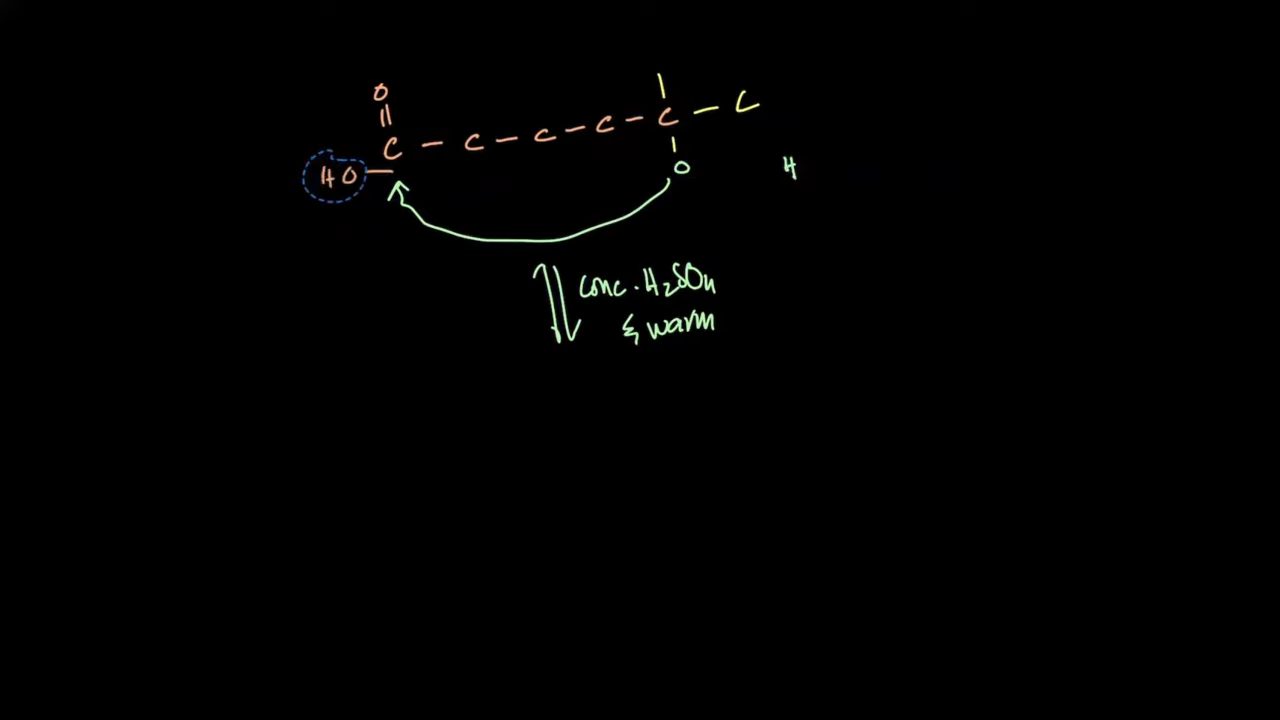 O
C - C - C - C - C - C
HO
O
H
conc. H₂SO₄
& warm